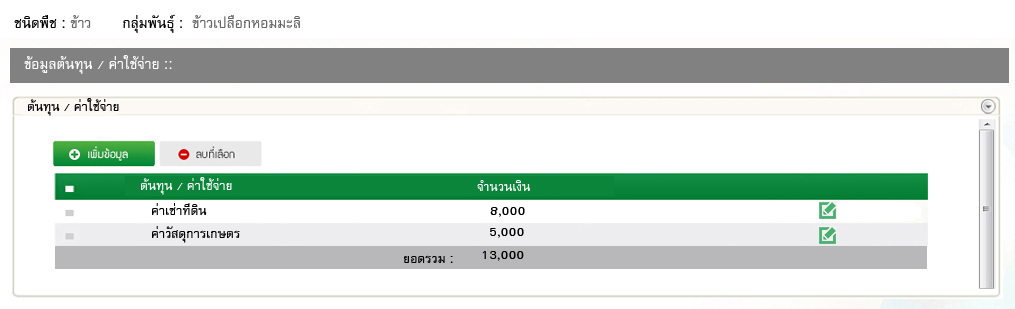 ชนิดพืช : ข้าว กลุ่มพันธุ์ : ข้าวเปลือกหอมมะลิ
ข้อมูลต้นทุน / ค่าใช้จ่าย ::
ต้นทุน / ค่าใช้จ่าย
เพิ่มข้อมูล ลบที่เลือก
ต้นทุน / ค่าใช้จ่าย จำนวนเงิน
ค่าเช่าที่ดิน 8,000
ค่าวัสดุการเกษตร 5,000
ยอดรวม : 13,000